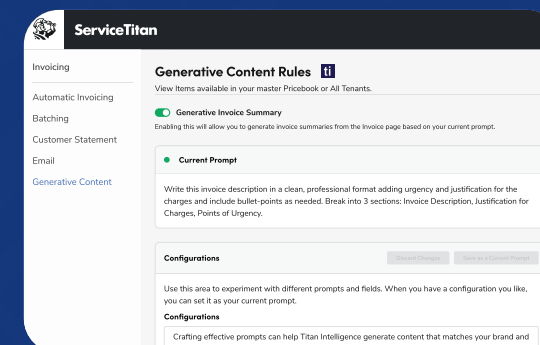 ServiceTitan
Invoicing
Automatic Invoicing
Batching
Customer Statement
Email
Generative Content
Generative Content Rules ti
View Items available in your master Pricebook or All Tenants.
Generative Invoice Summary
Enabling this will allow you to generate invoice summaries from the Invoice page based on your current prompt.
Current Prompt
Write this invoice description in a clean, professional format adding urgency and justification for the
charges and include bullet-points as needed. Break into 3 sections: Invoice Description, Justification for
Charges, Points of Urgency.
Configurations
Discard Changes
Save as a Current Prompt
Use this area to experiment with different prompts and fields. When you have a configuration you like,
you can set it as your current prompt.
Configurations
Crafting effective prompts can help Titan Intelligence generate content that matches your brand and